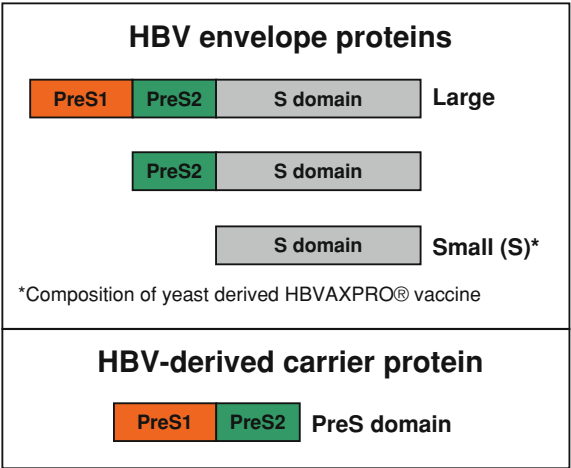 HBV envelope proteins
PreS1 PreS2 S domain Large
PreS2 S domain
S domain Small (S)*
*Composition of yeast derived HBVAXPRO® vaccine
HBV-derived carrier protein
PreS1 PreS2 PreS domain